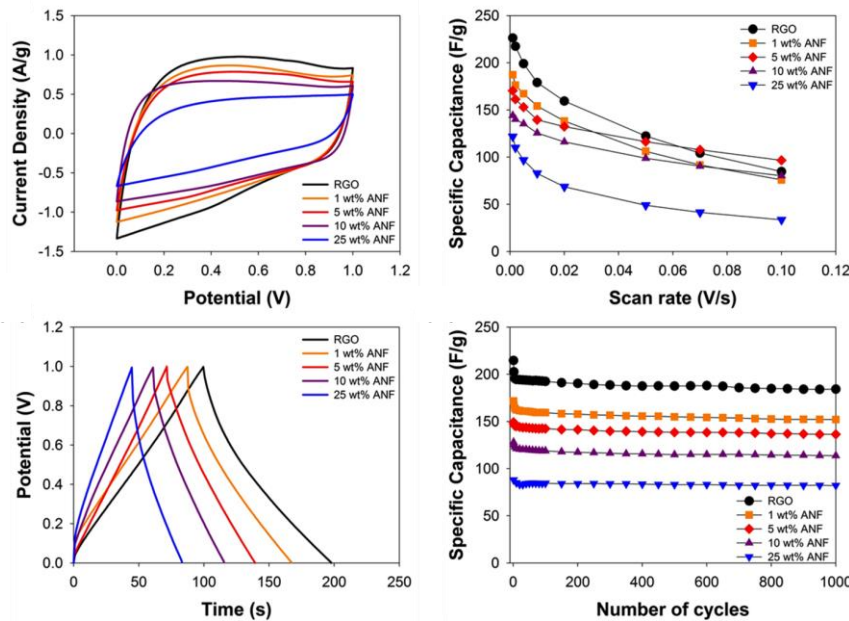 1.5
1.0
0.5
0.0
-0.5
-1.0
-1.5
Current Density (A/g)
RGO
1 wt% ANF
5 wt% ANF
10 wt% ANF
25 wt% ANF
0.0 0.2 0.4 0.6 0.8 1.0 1.2
Potential (V)
250
200
150
100
50
0
Specific Capacitance (F/g)
RGO
1 wt% ANF
5 wt% ANF
10 wt% ANF
25 wt% ANF
0.00 0.02 0.04 0.06 0.08 0.10 0.12
Scan rate (V/s)
1.2
1.0
0.8
0.6
0.4
0.2
0.0
Potential (V)
RGO
1 wt% ANF
5 wt% ANF
10 wt% ANF
25 wt% ANF
0 50 100 150 200 250
Time (s)
250
200
150
100
50
0
Specific Capacitance (F/g)
RGO
1 wt% ANF
5 wt% ANF
10 wt% ANF
25 wt% ANF
0 200 400 600 800 1000
Number of cycles